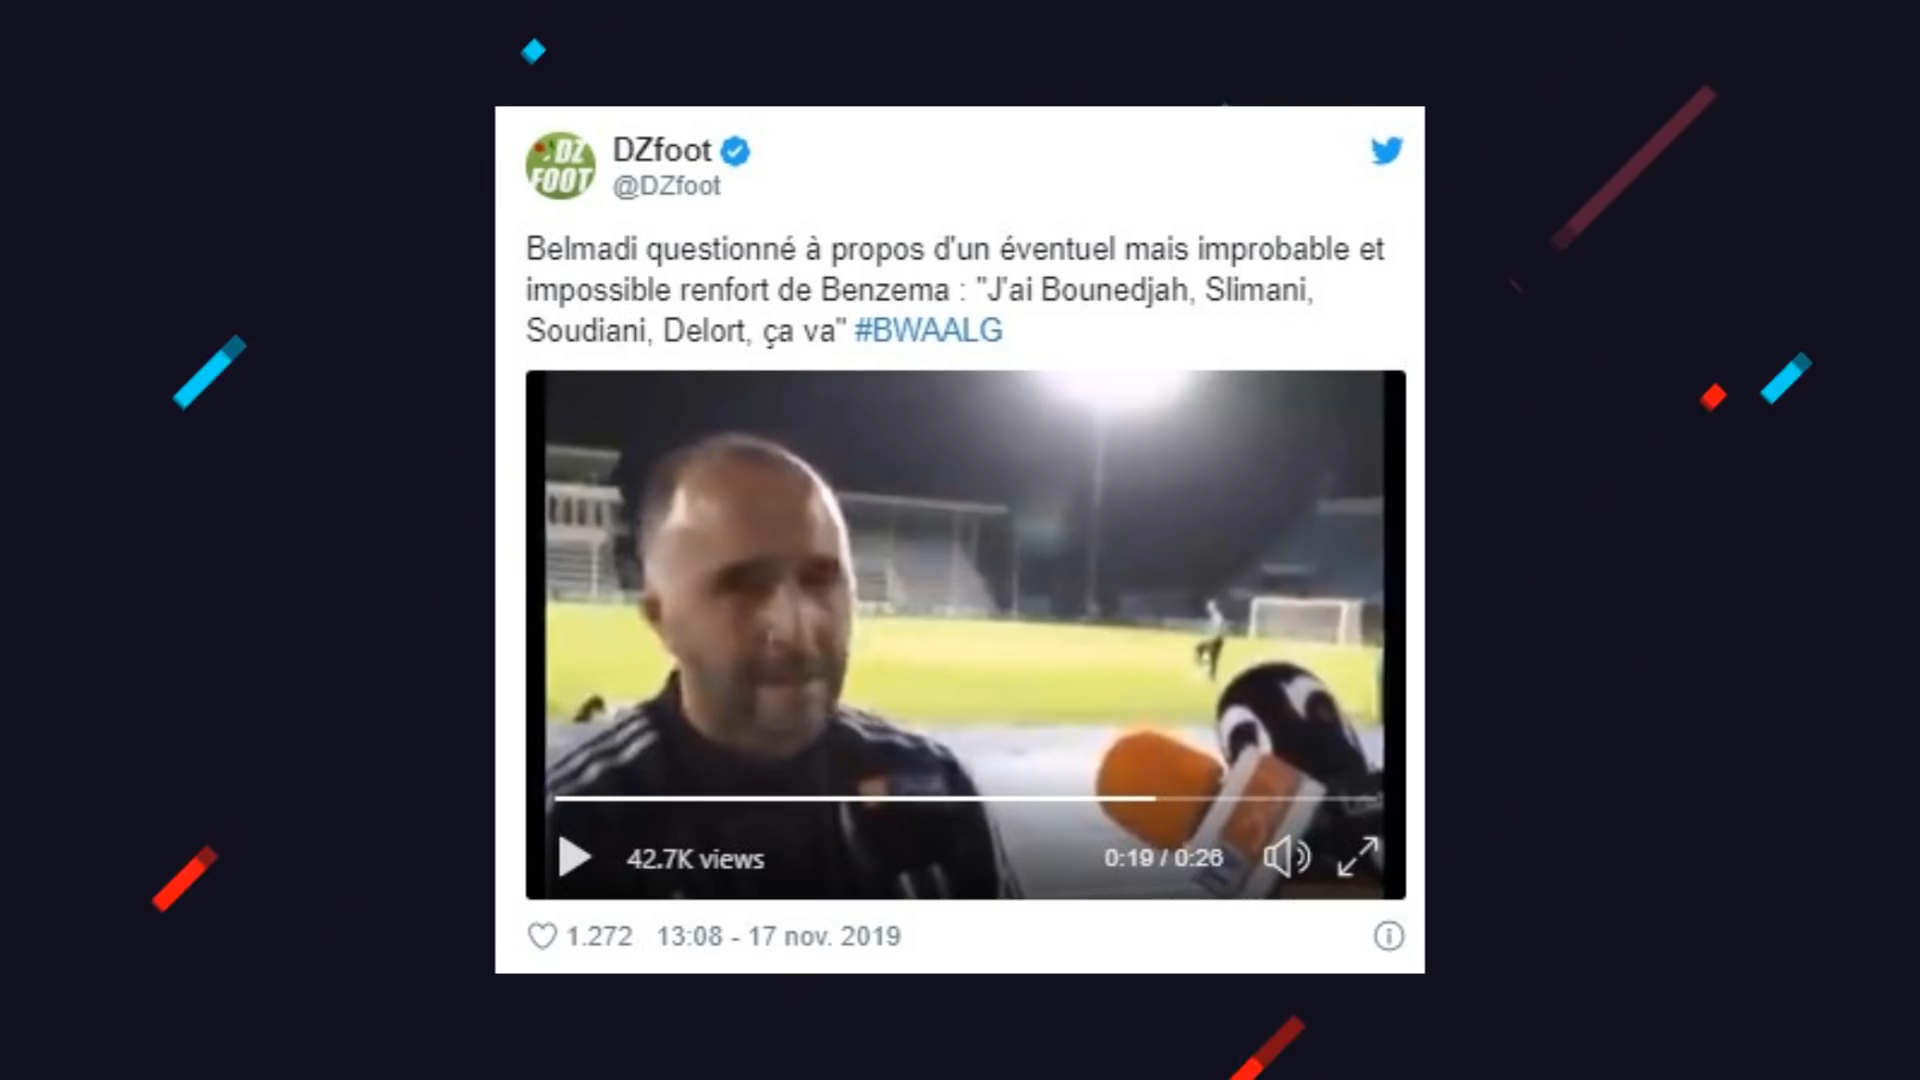 .DZ
FOOT
DZfoot
@DZfoot
Belmadi questionné à propos d'un éventuel mais improbable et
impossible renfort de Benzema : "J'ai Bounedjah, Slimani,
Soudiani, Delort, ça va" #BWAALG
42.7K views
0:19 / 0:26
1.272
13:08 - 17 nov. 2019